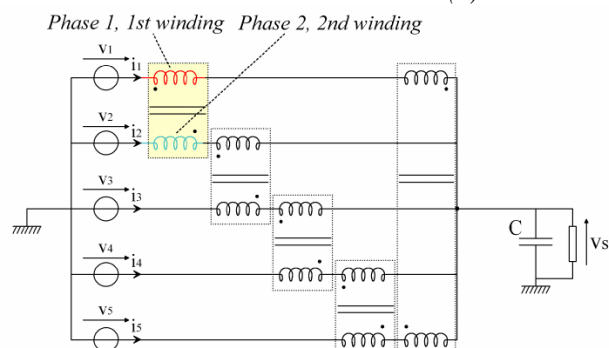 Phase 1, 1st winding Phase 2, 2nd winding
V1
i1
V2
i2
V3
i3
V4
i4
V5
i5
C
Vs